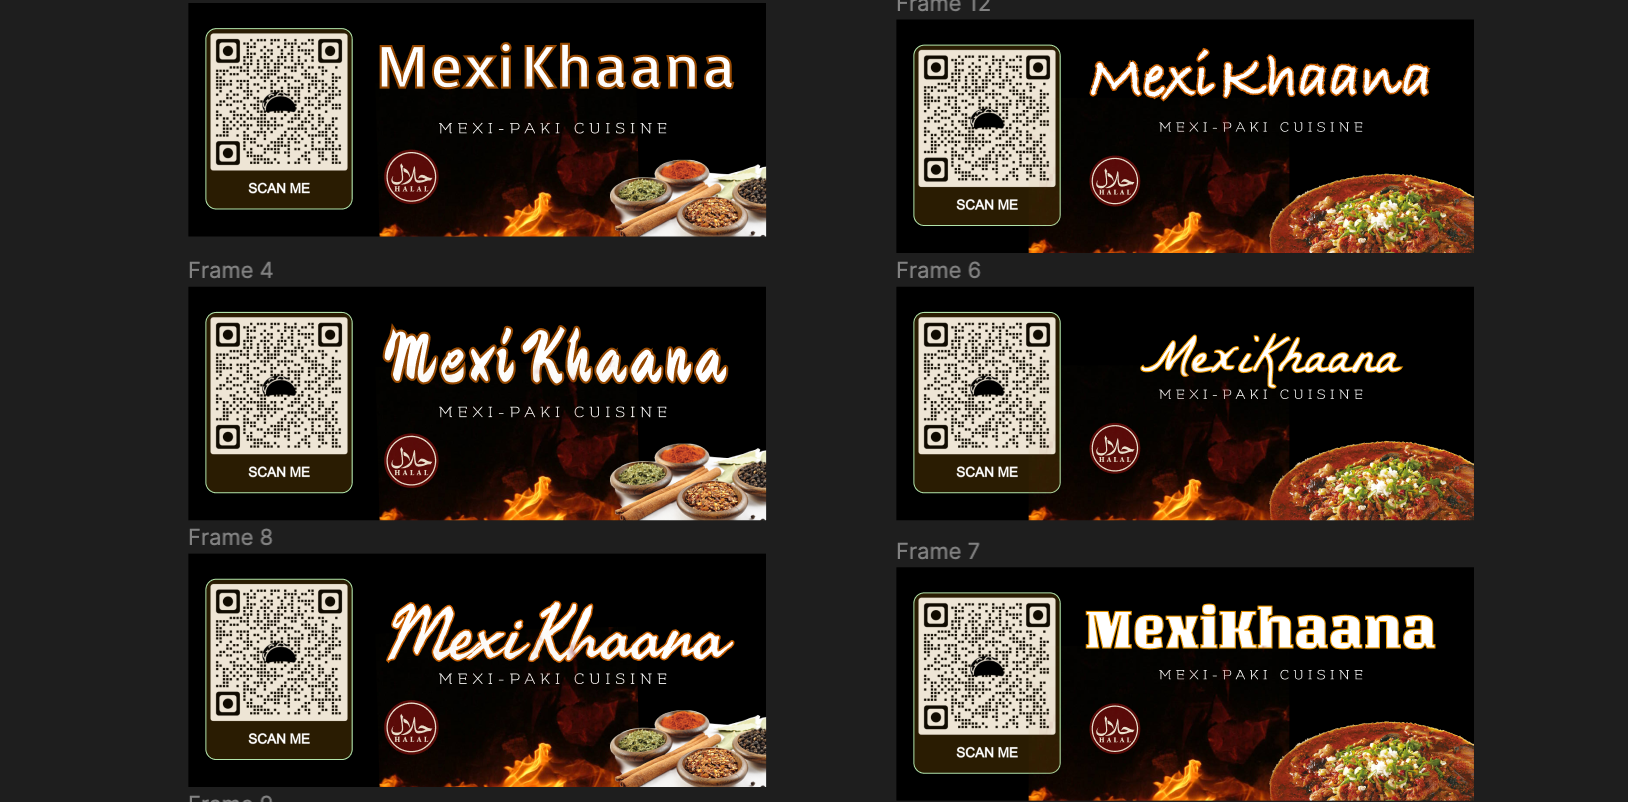 MexiKhaana
MEXI-PAKI CUISINE
حلال
HALAL
SCAN ME
Frame 12
MexiKhaana
MEXI-PAKI CUISINE
حلال
HALAL
SCAN ME
Frame 4
MexiKhaana
MEXI-PAKI CUISINE
حلال
HALAL
SCAN ME
Frame 6
MexiKhaana
MEXI-PAKI CUISINE
حلال
HALAL
SCAN ME
Frame 8
MexiKhaana
MEXI-PAKI CUISINE
حلال
HALAL
SCAN ME
Frame 7
MexiKhaana
MEXI-PAKI CUISINE
حلال
HALAL
SCAN ME